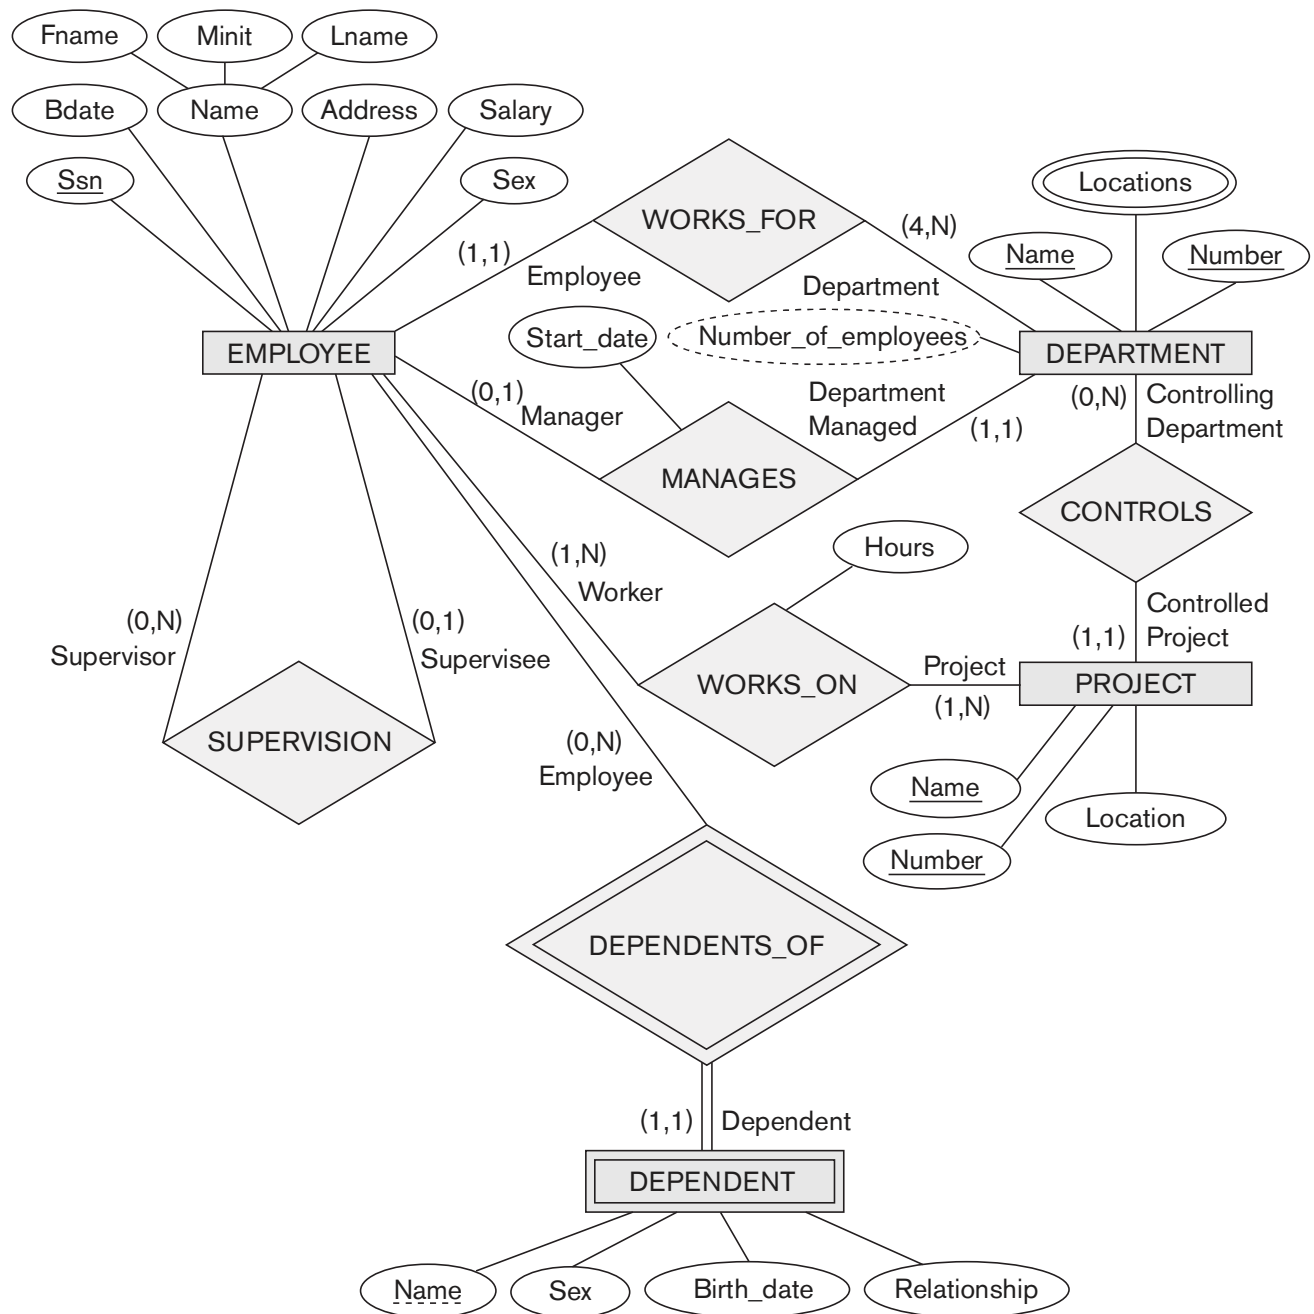 Fname
Minit
Lname
Bdate
Name
Address
Salary
Ssn
Sex
WORKS_FOR
Locations
Name
Number
(1,1)
Employee
(4,N)
Department
Start_date
Number_of_employees
EMPLOYEE
DEPARTMENT
(0,1)
Manager
Department
Managed
(1,1)
(0,N)
Controlling
Department
MANAGES
CONTROLS
Hours
(1,N)
Worker
Controlled
Project
(1,1)
(0,N)
Supervisor
(0,1)
Supervisee
WORKS_ON
Project
(1,N)
PROJECT
SUPERVISION
(0,N)
Employee
Name
Location
Number
DEPENDENTS_OF
(1,1)
Dependent
DEPENDENT
Name
Sex
Birth_date
Relationship